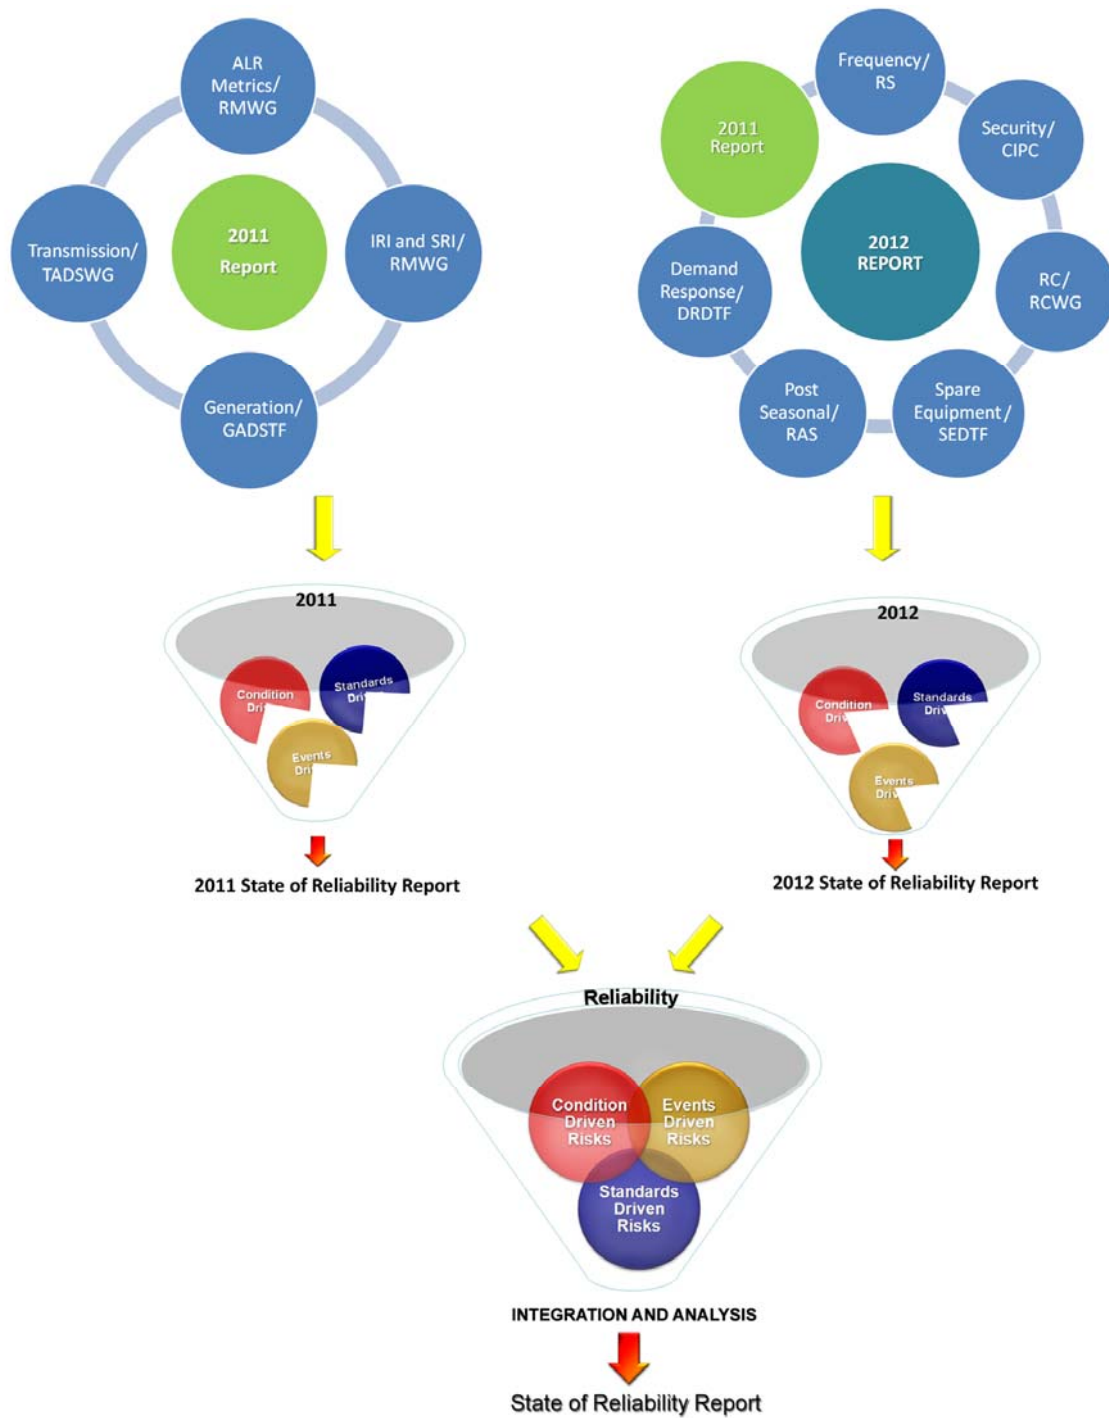 ALR
Metrics/
RMWG
Transmission/
TADSWG
2011
Report
IRI and SRI/
RMWG
Generation/
GADSTF
Frequency/
RS
2011
Report
Security/
CIPC
2012
REPORT
Demand
Response/
DRDTF
RC/
RCWG
Post
Seasonal/
RAS
Spare
Equipment/
SEDTF
2011
Condition
Standards
Events
2012
Condition
Standards
Events
2011 State of Reliability Report
2012 State of Reliability Report
Reliability
Condition
Driven
Risks
Events
Driven
Risks
Standards
Driven
Risks
INTEGRATION AND ANALYSIS
State of Reliability Report